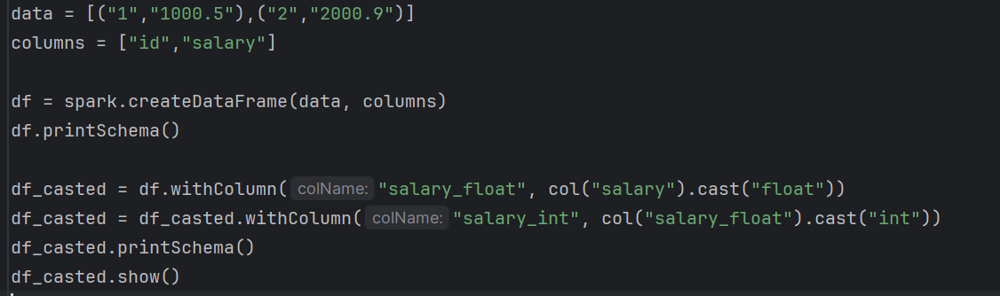 data = [("1","1000.5"),("2","2000.9")]
columns = ["id","salary"]
df = spark.createDataFrame(data, columns)
df.printSchema()
df_casted = df.withColumn( colName: "salary_float", col("salary").cast("float"))
df_casted = df_casted.withColumn( colName: "salary_int", col("salary_float").cast("int"))
df_casted.printSchema()
df_casted.show()